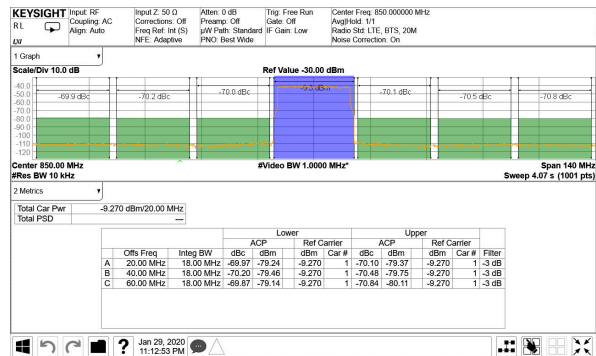 KEYSIGHT Input: RF Input Z: 50 Ω Atten: 0 dB Trig: Free Run Center Freq: 850.000000 MHz
RL Coupling: AC Corrections: Off Preamp: Off Gate: Off Avg|Hold: 1/1
Align: Auto Freq Ref: Int (S) µW Path: Standard IF Gain: Low Radio Std: LTE, BTS, 20MHz
LXI NFE: Adaptive PNO: Best Wide Noise Correction: On
1 Graph
Scale/Div 10.0 dB Ref Value -30.00 dBm
-40.0
-69.9 dBc -70.2 dBc -70.0 dBc -9.3 dBm -70.1 dBc -70.5 dBc -70.8 dBc
-80.0
-90.0
-100
-110
-120
Center 850.00 MHz #Video BW 1.0000 MHz* Span 140 MHz
#Res BW 10 kHz Sweep 4.07 s (1001 pts)
2 Metrics
Total Car Pwr -9.270 dBm/20.00 MHz
Total PSD ---
Lower Upper
ACP Ref Carrier ACP Ref Carrier
Offs Freq Integ BW dBc dBm dBm Car # dBc dBm dBm Car # Filter
A 20.00 MHz 18.00 MHz -69.97 -79.24 -9.270 1 -70.10 -79.37 -9.270 1 -3 dB
B 40.00 MHz 18.00 MHz -70.20 -79.46 -9.270 1 -70.48 -79.75 -9.270 1 -3 dB
C 60.00 MHz 18.00 MHz -69.87 -79.14 -9.270 1 -70.84 -80.11 -9.270 1 -3 dB
? Jan 29, 2020
11:12:53 PM